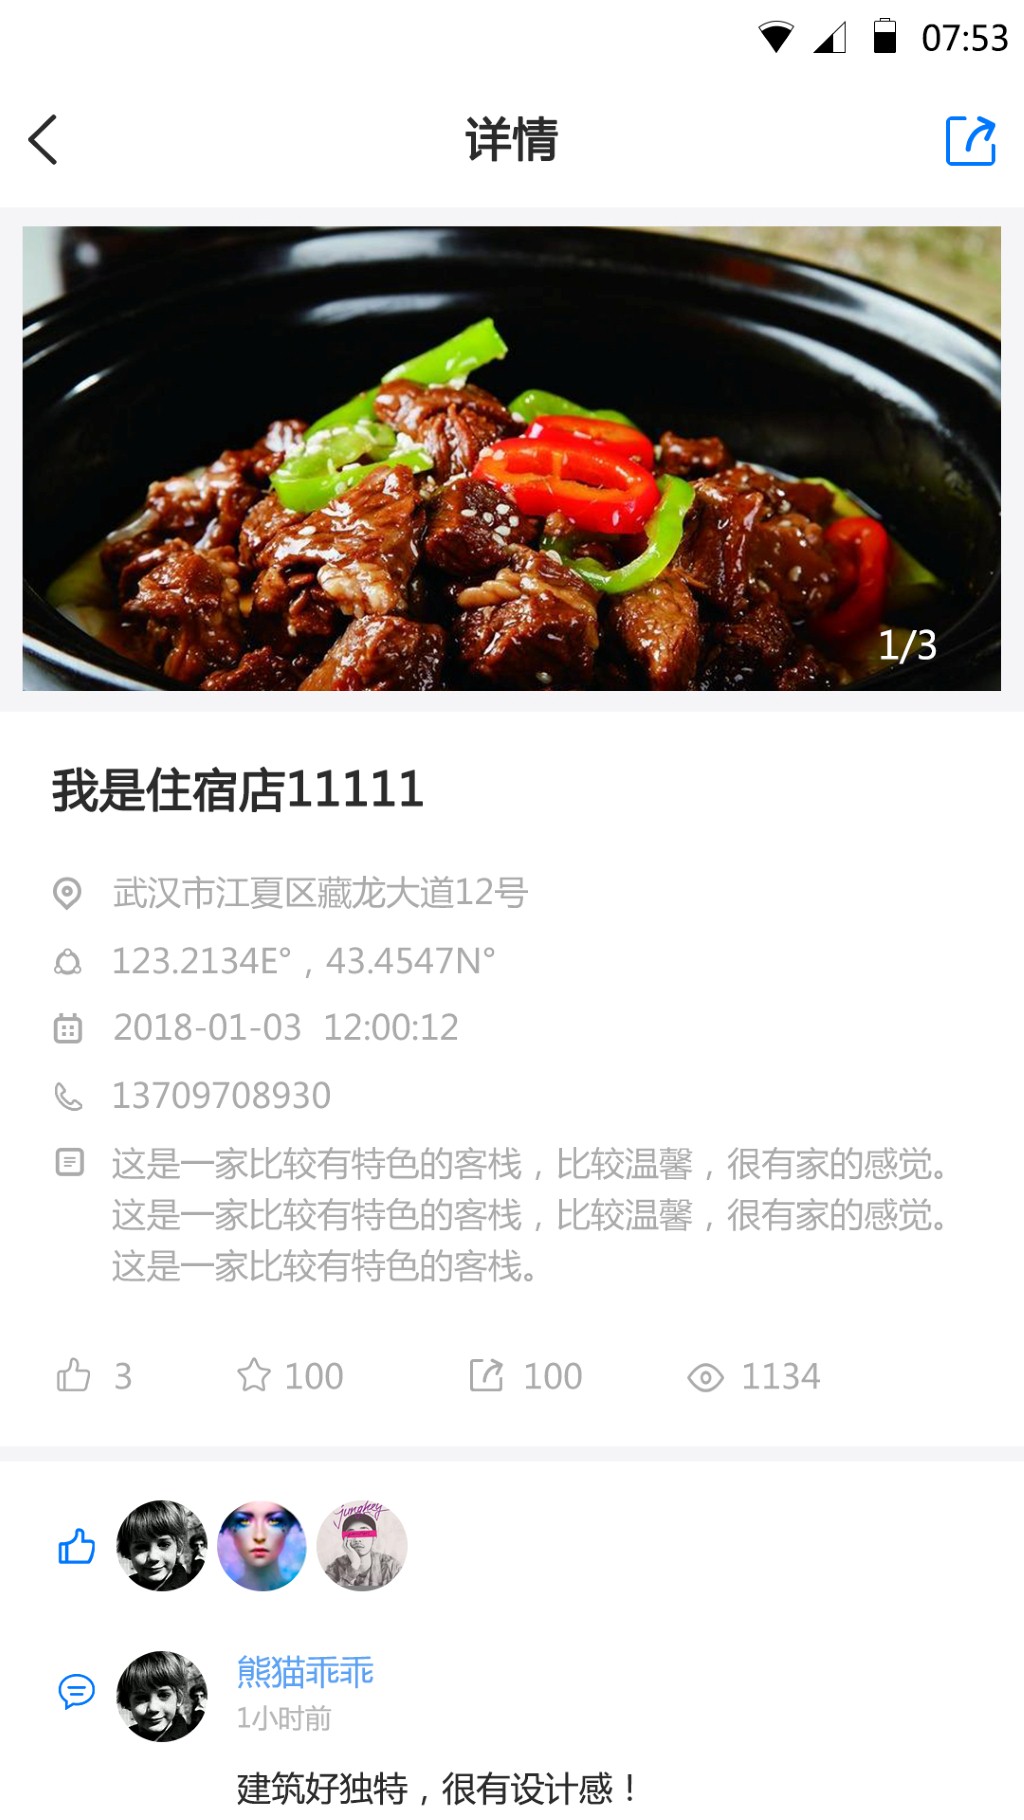 07:53
详情
1/3
我是住宿店11111
武汉市江夏区藏龙大道12号
123.2134E°，43.4547N°
2018-01-03 12:00:12
13709708930
这是一家比较有特色的客栈，比较温馨，很有家的感觉。
这是一家比较有特色的客栈，比较温馨，很有家的感觉。
这是一家比较有特色的客栈。
3 100 100 1134
jungkey
熊猫乖乖
1小时前
建筑好独特，很有设计感！